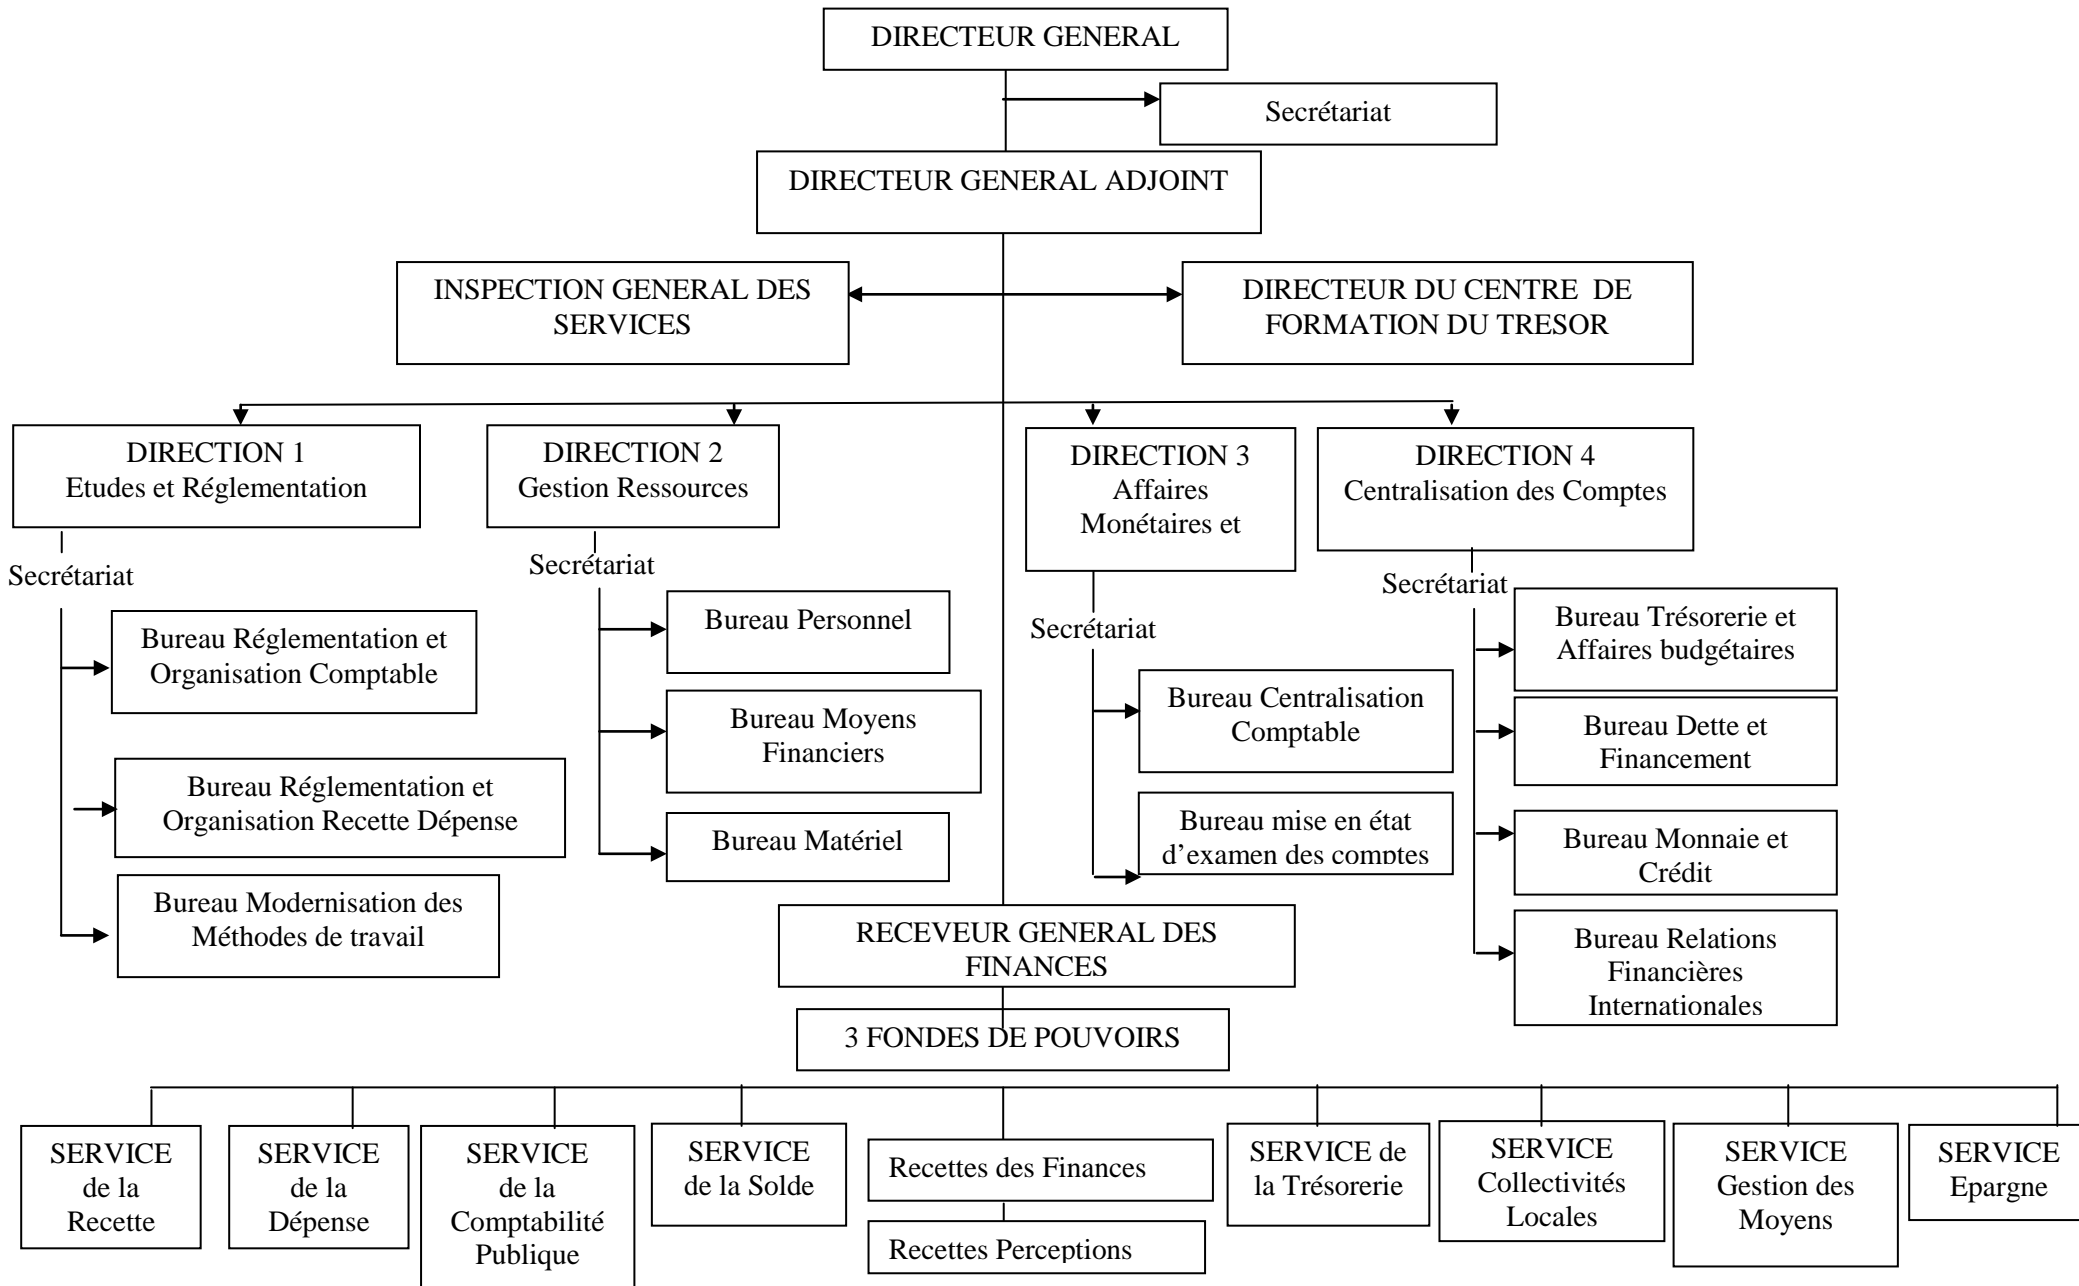 DIRECTEUR GENERAL
Secrétariat
DIRECTEUR GENERAL ADJOINT
INSPECTION GENERAL DES
SERVICES
DIRECTEUR DU CENTRE DE
FORMATION DU TRESOR
DIRECTION 1
Etudes et Réglementation
DIRECTION 2
Gestion Ressources
DIRECTION 3
Affaires
Monétaires et
DIRECTION 4
Centralisation des Comptes
Secrétariat
Bureau Réglementation et
Organisation Comptable
Bureau Réglementation et
Organisation Recette Dépense
Bureau Modernisation des
Méthodes de travail
Secrétariat
Bureau Personnel
Bureau Moyens
Financiers
Bureau Matériel
Secrétariat
Bureau Centralisation
Comptable
Bureau mise en état
d’examen des comptes
Secrétariat
Bureau Trésorerie et
Affaires budgétaires
Bureau Dette et
Financement
Bureau Monnaie et
Crédit
Bureau Relations
Financières
Internationales
RECEVEUR GENERAL DES
FINANCES
3 FONDES DE POUVOIRS
SERVICE
de la
Recette
SERVICE
de la
Dépense
SERVICE
de la
Comptabilité
Publique
SERVICE
de la Solde
Recettes des Finances
Recettes Perceptions
SERVICE de
la Trésorerie
SERVICE
Collectivités
Locales
SERVICE
Gestion des
Moyens
SERVICE
Epargne